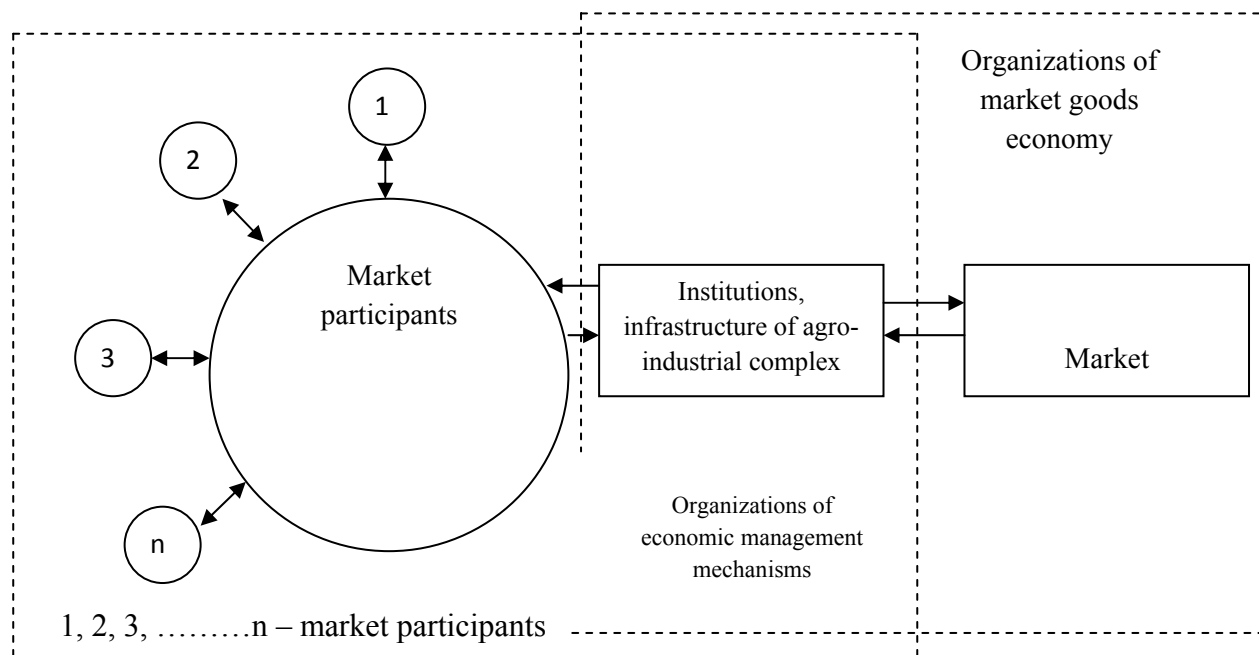 Organizations of
market goods
economy
1
2
3
n
Market
participants
Institutions,
infrastructure of agro-
industrial complex
Market
Organizations of
economic management
mechanisms
1, 2, 3, ………n – market participants